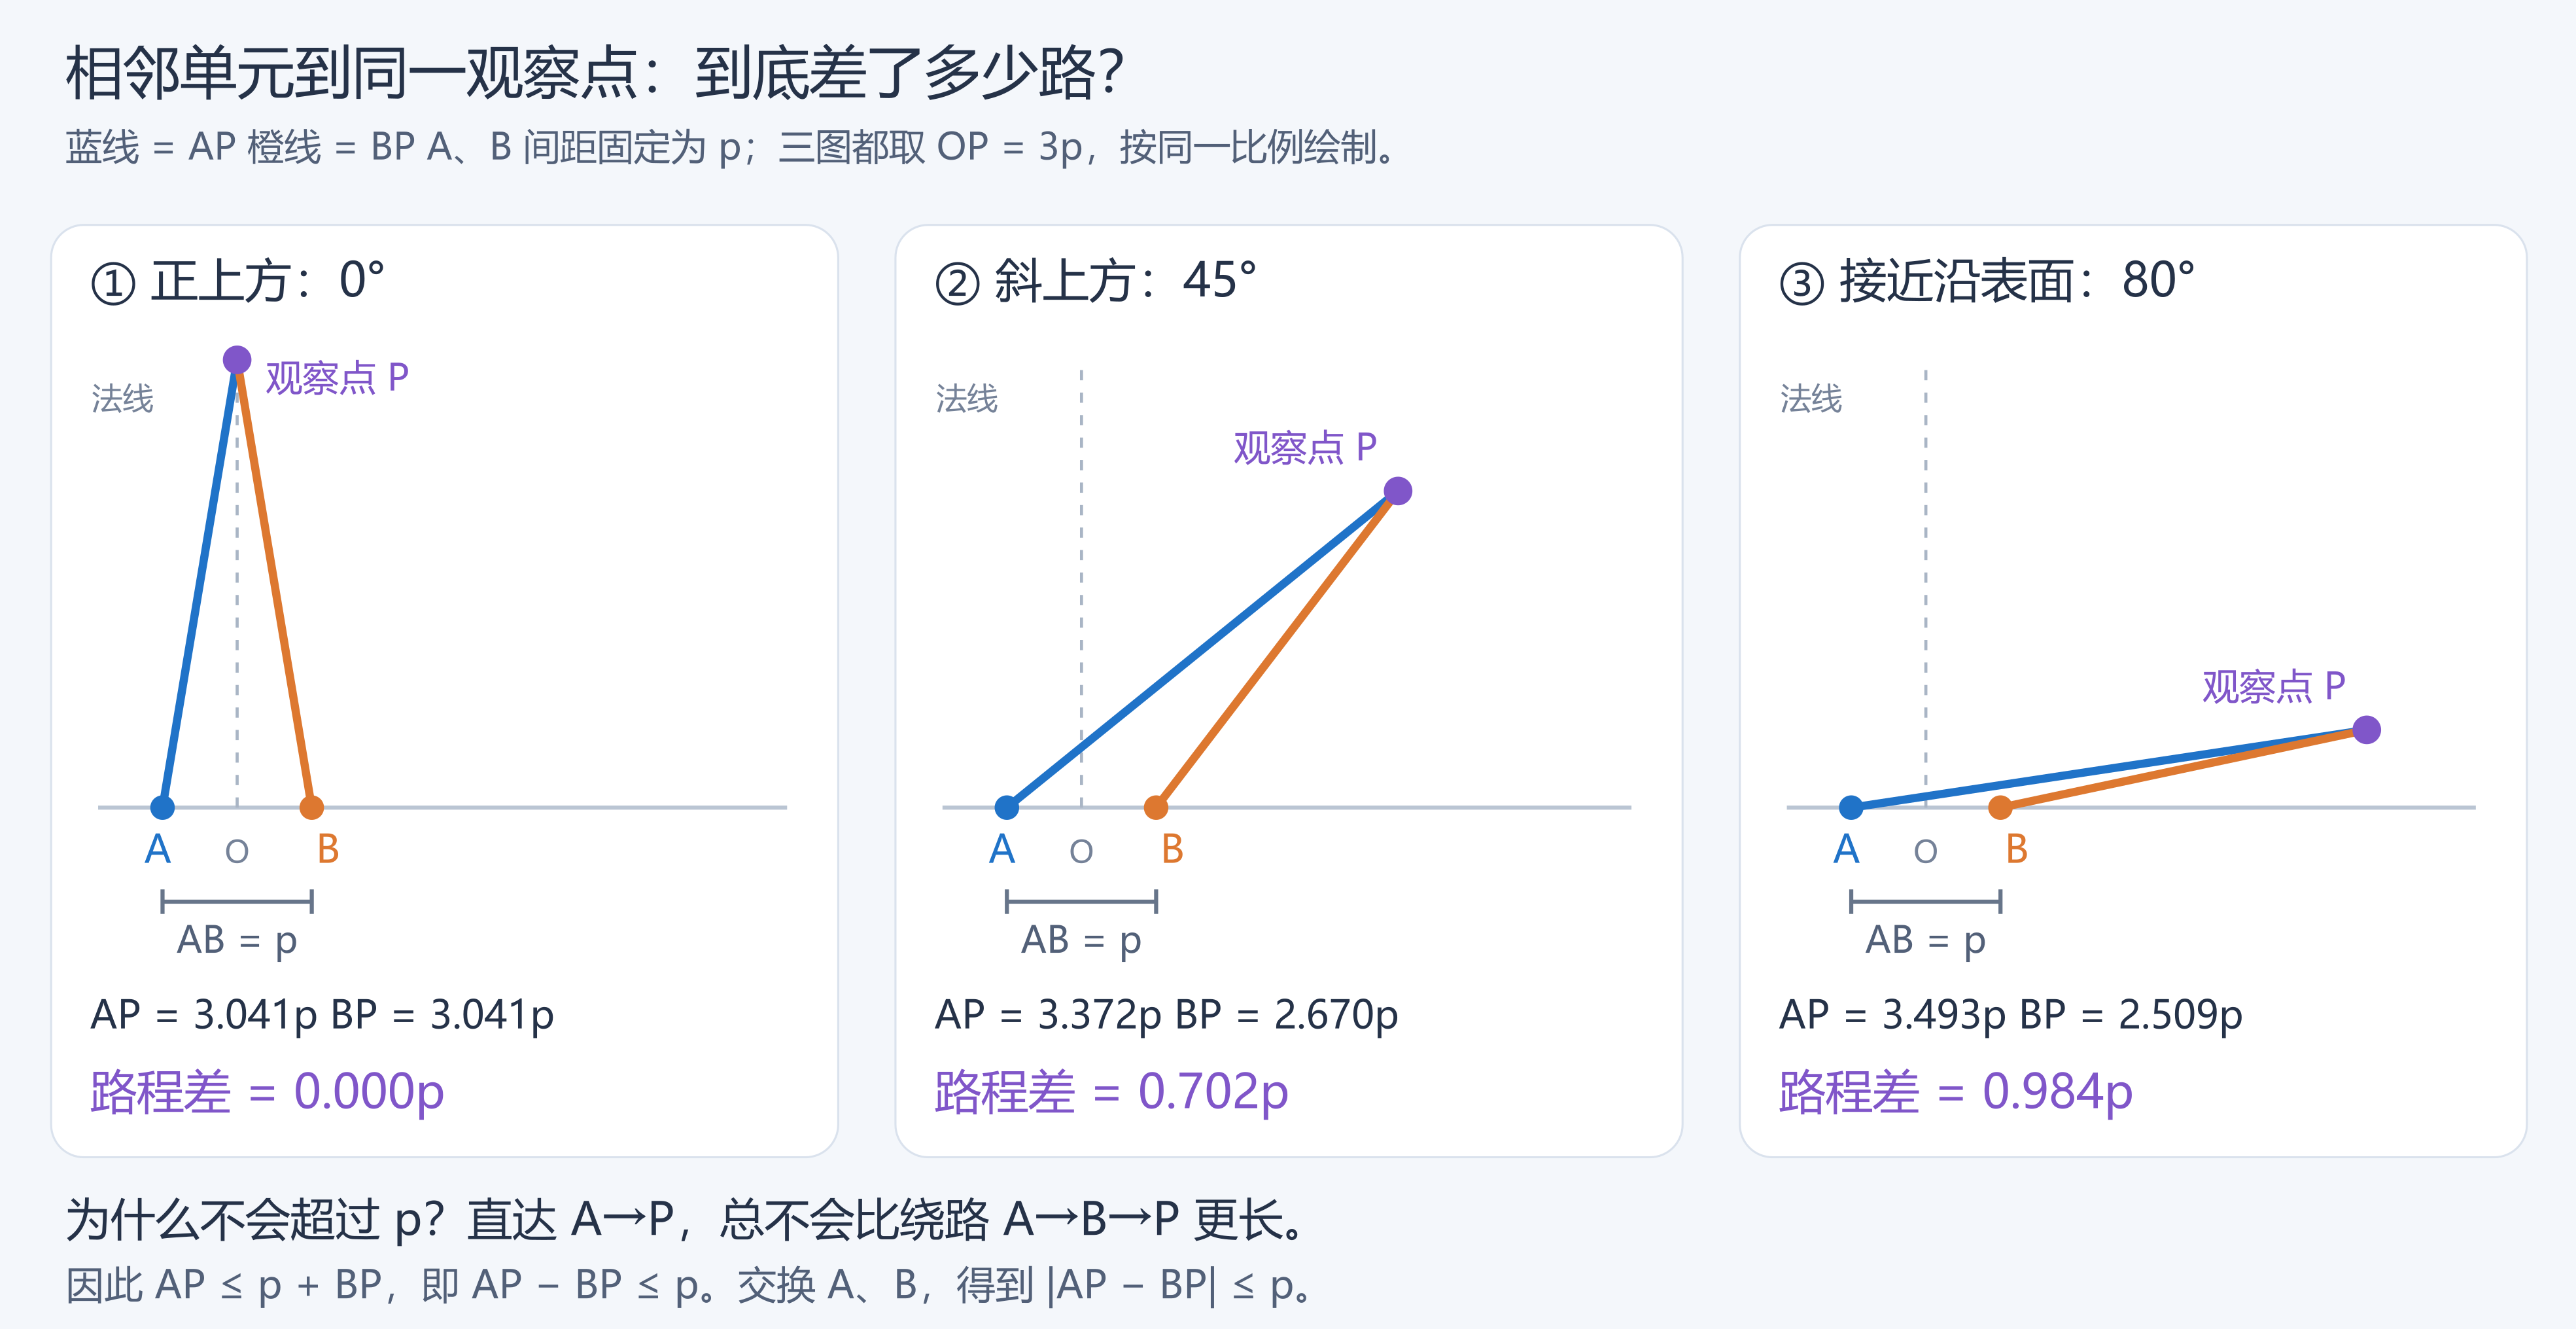 相邻单元到同一观察点：到底差了多少路？
蓝线 = AP 橙线 = BP A、B 间距固定为 p；三图都取 OP = 3p，按同一比例绘制。
① 正上方：0°
法线
观察点 P
A
O
B
AB = p
AP = 3.041p BP = 3.041p
路程差 = 0.000p
② 斜上方：45°
法线
观察点 P
A
O
B
AB = p
AP = 3.372p BP = 2.670p
路程差 = 0.702p
③ 接近沿表面：80°
法线
观察点 P
A
O
B
AB = p
AP = 3.493p BP = 2.509p
路程差 = 0.984p
为什么不会超过 p？直达 A→P，总不会比绕路 A→B→P 更长。
因此 AP ≤ p + BP，即 AP − BP ≤ p。交换 A、B，得到 |AP − BP| ≤ p。